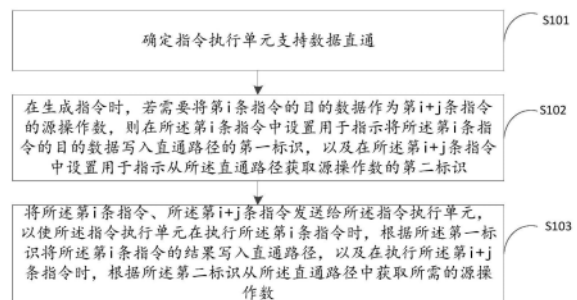 确定指令执行单元支持数据直通
S101
在生成指令时，若需要将第i条指令的目的数据作为第i+j条指令
的源操作数，则在所述第i条指令中设置用于指示将所述第i条指
令的目的数据写入直通路径的第一标识，以及在所述第i+j条指令
中设置用于指示从所述直通路径获取源操作数的第二标识
S102
将所述第i条指令、所述第i+j条指令发送给所述指令执行单元，
以使所述指令执行单元在执行所述第i条指令时，根据所述第一标
识将所述第i条指令的结果写入直通路径，以及在执行所述第i+j
条指令时，根据所述第二标识从所述直通路径中获取所需的源操
作数
S103